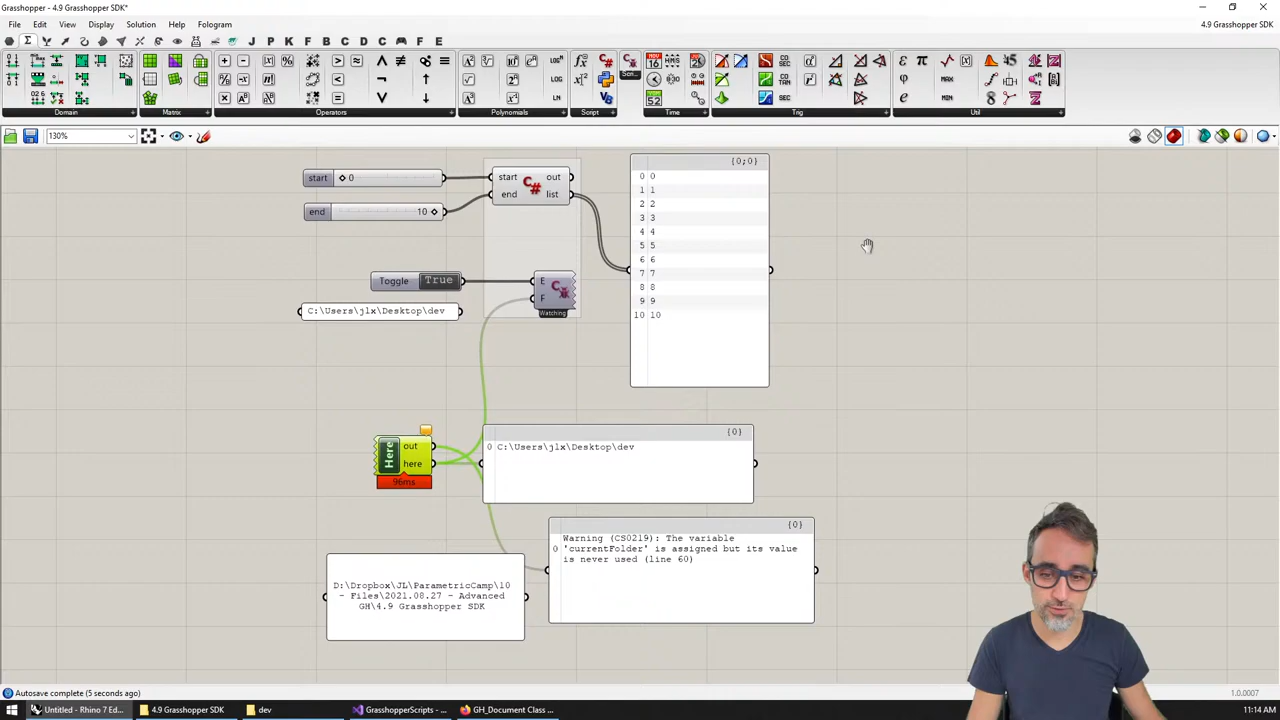 Grasshopper - 4.9 Grasshopper SDK*
File Edit View Display Solution Help Fologram
4.9 Grasshopper SDK*
J P K F B C D C F E
Domain
Matrix
Operators
Polynomials
Script
Time
Trig
Util
130%
start 0
end 10
start out
end list
{0;0}
0 0
1 1
2 2
3 3
4 4
5 5
6 6
7 7
8 8
9 9
10 10
Toggle True
E
F
Watching
C:\Users\jlx\Desktop\dev
Here
out
here
96ms
{0}
0 C:\Users\jlx\Desktop\dev
{0}
Warning (CS0219): The variable
0 'currentFolder' is assigned but its value
is never used (line 60)
D:\Dropbox\JL\ParametricCamp\10
- Files\2021.08.27 - Advanced
GH\4.9 Grasshopper SDK
Autosave complete (5 seconds ago)
1.0.0007
Untitled - Rhino 7 Edu...
4.9 Grasshopper SDK
dev
GrasshopperScripts - ...
GH_Document Class ...
11:14 AM